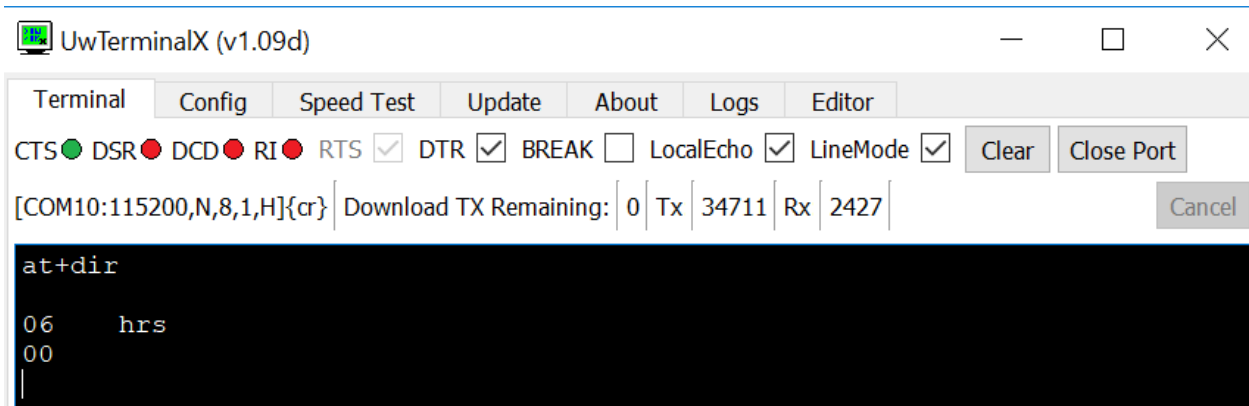 UwTerminalX (v1.09d)
Terminal Config Speed Test Update About Logs Editor
CTS DSR DCD RI RTS DTR BREAK LocalEcho LineMode Clear Close Port
[COM10:115200,N,8,1,H]{cr} Download TX Remaining: 0 Tx 34711 Rx 2427 Cancel
at+dir
06 hrs
00